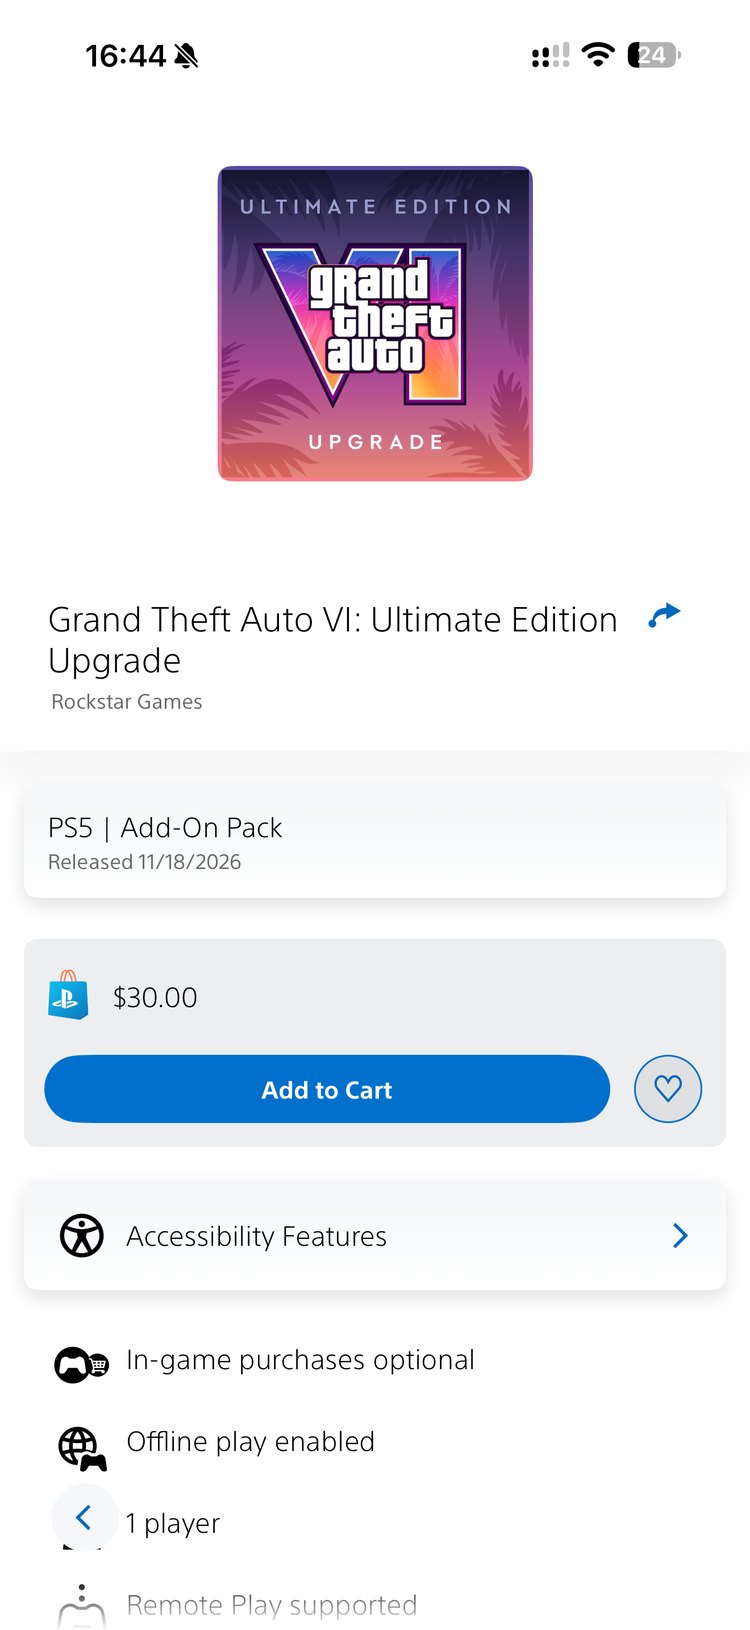 16:44
24
ULTIMATE EDITION
VI
grand
theft
auto
UPGRADE
Grand Theft Auto VI: Ultimate Edition
Upgrade
Rockstar Games
PS5 | Add-On Pack
Released 11/18/2026
$30.00
Add to Cart
Accessibility Features
In-game purchases optional
Offline play enabled
1 player
Remote Play supported